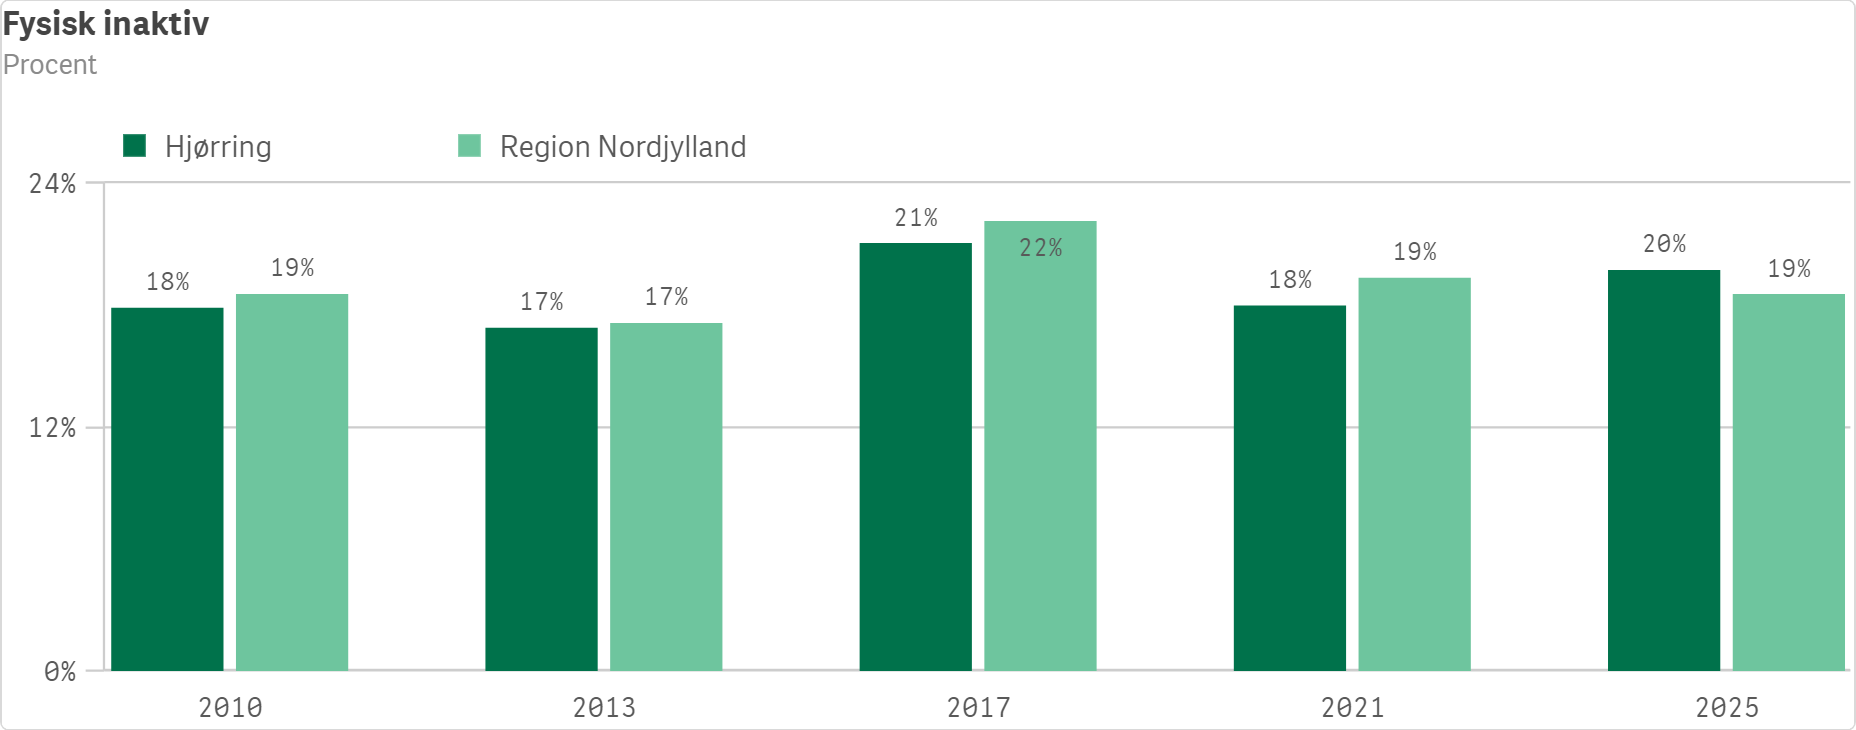 Fysisk inaktiv
Procent
Hjørring Region Nordjylland
24%
12%
0%
18% 19% 17% 17% 21% 22% 18% 19% 20% 19%
2010 2013 2017 2021 2025